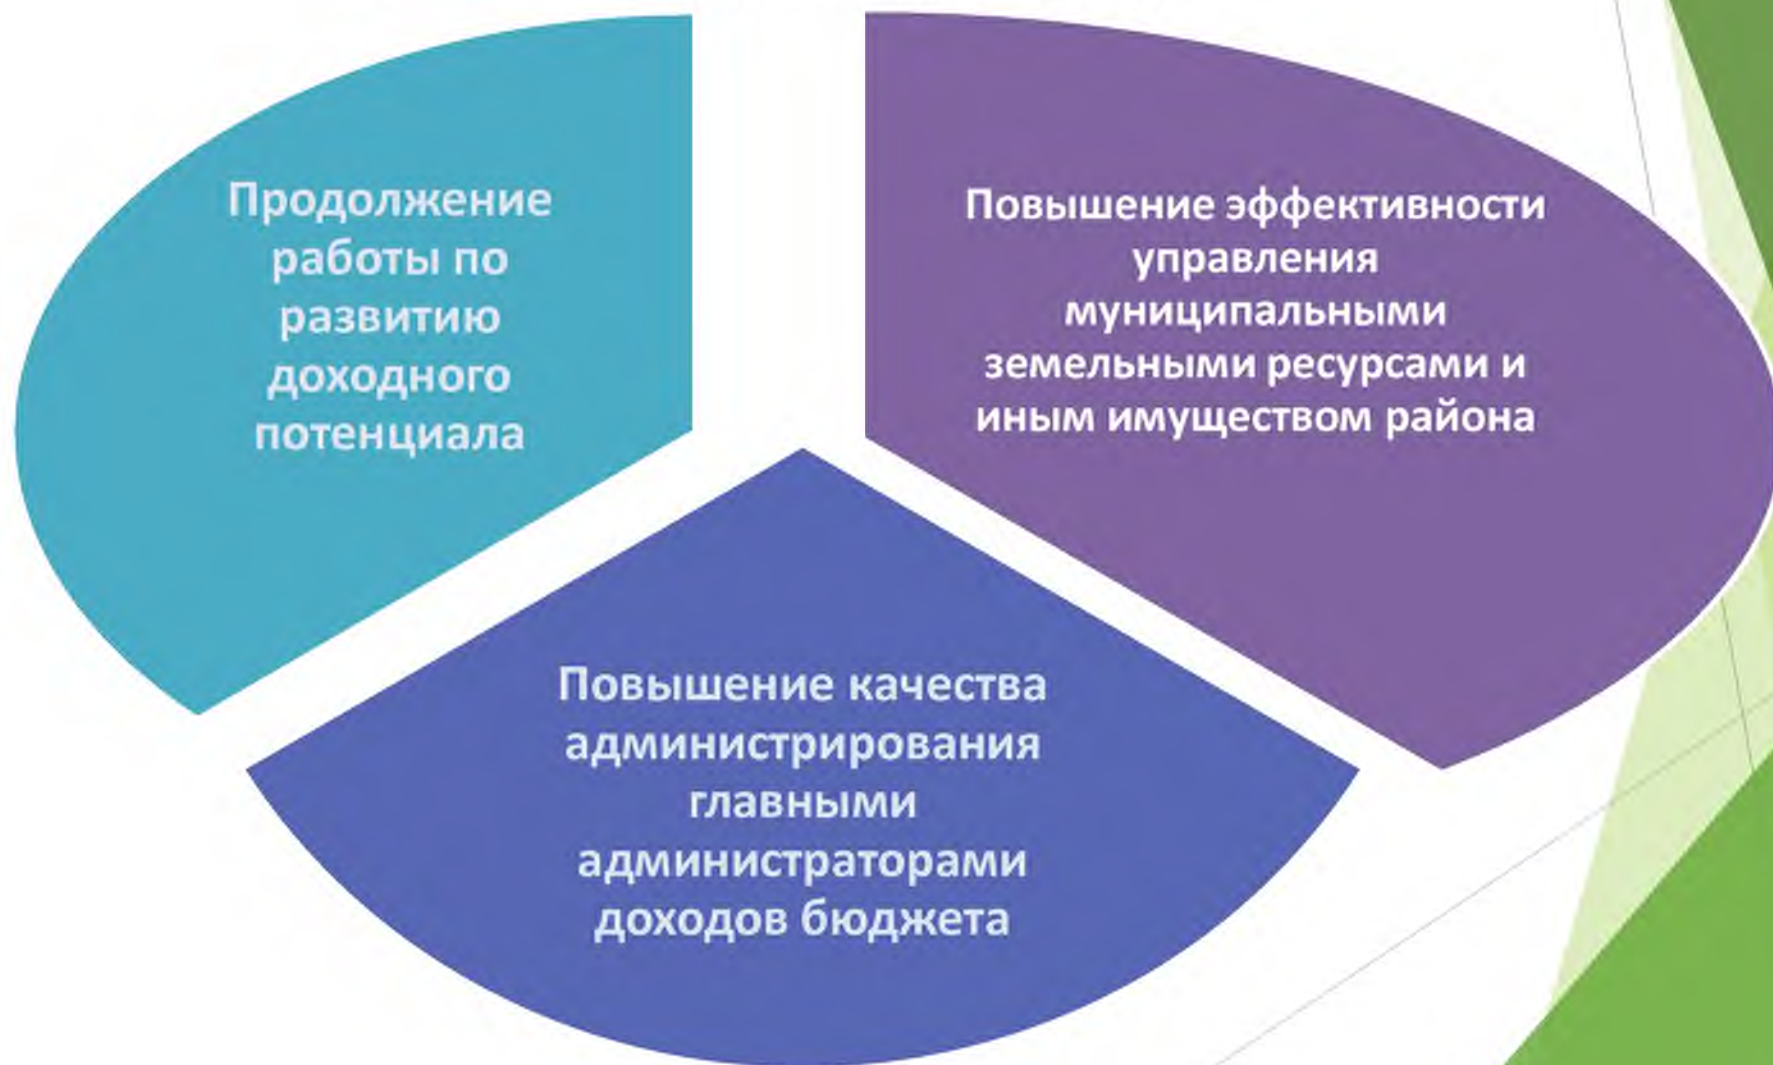 Продолжение
работы по
развитию
доходного
потенциала
Повышение эффективности
управления
муниципальными
земельными ресурсами и
иным имуществом района
Повышение качества
администрирования
главными
администраторами
доходов бюджета